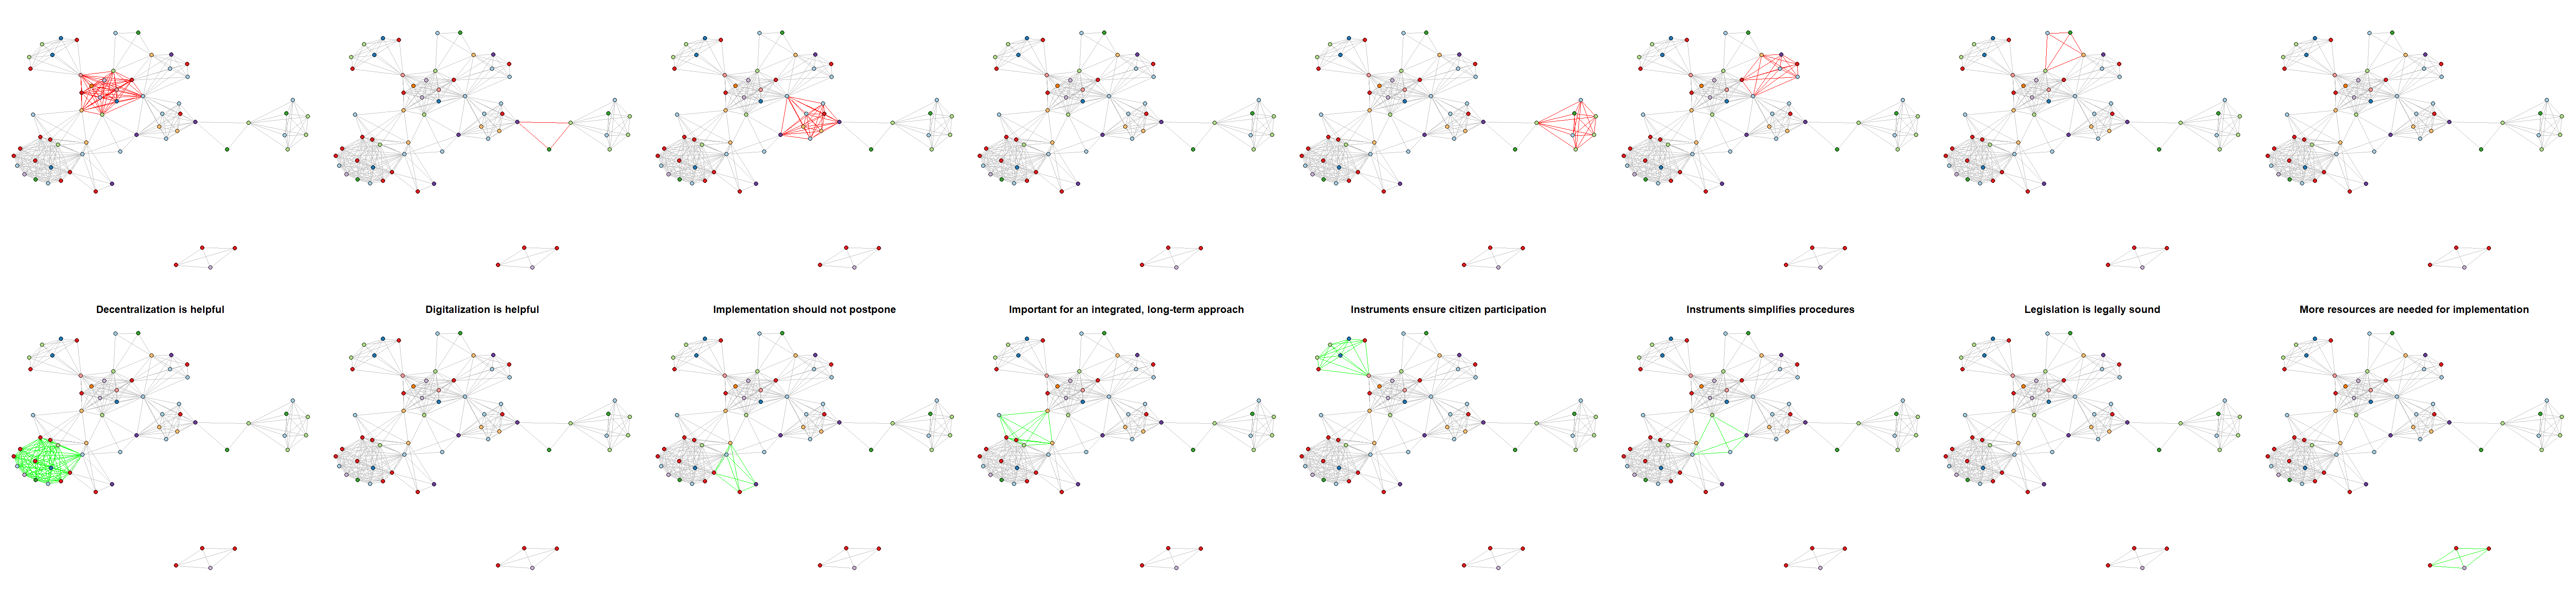 Decentralization is helpful
Digitalization is helpful
Implementation should not postpone
Important for an integrated, long-term approach
Instruments ensure citizen participation
Instruments simplifies procedures
Legislation is legally sound
More resources are needed for implementation